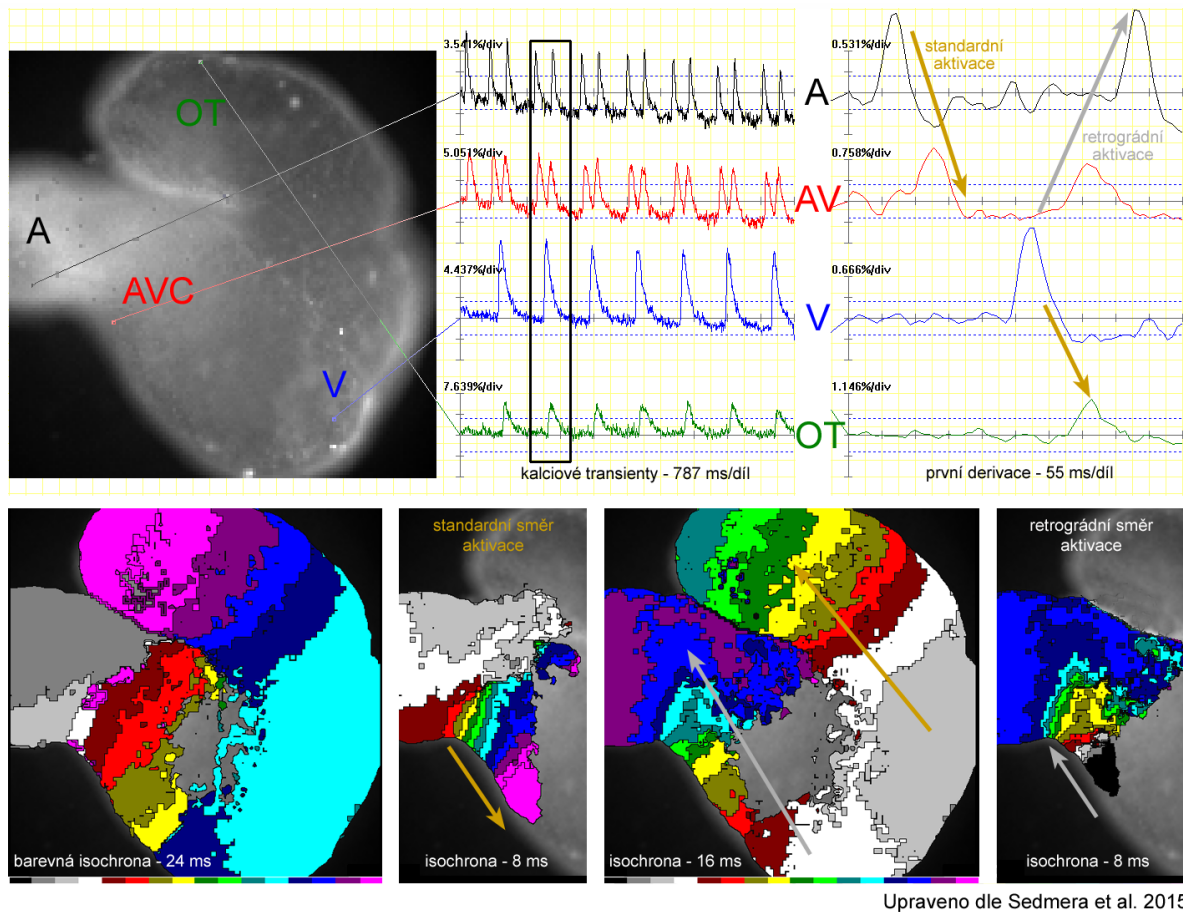 OT
A
AVC
V
3.541%/div
5.051%/div
4.437%/div
7.639%/div
kalciové transienty - 787 ms/díl
A
AV
V
OT
0.531%/div
standardní
aktivace
retrográdní
aktivace
0.758%/div
0.666%/div
1.146%/div
první derivace - 55 ms/díl
barevná isochrona - 24 ms
standardní směr
aktivace
isochrona - 8 ms
isochrona - 16 ms
retrográdní směr
aktivace
isochrona - 8 ms
Upraveno dle Sedmera et al. 2015